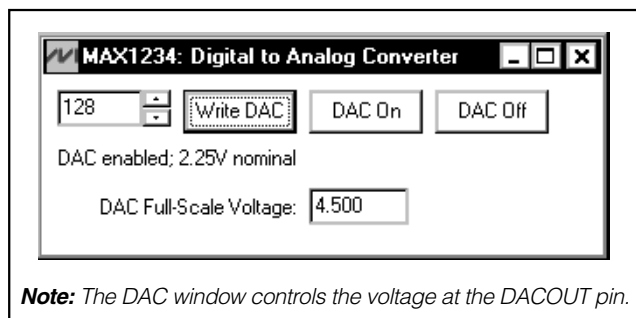 MAX1234: Digital to Analog Converter
128 Write DAC DAC On DAC Off
DAC enabled; 2.25V nominal
DAC Full-Scale Voltage: 4.500
Note: The DAC window controls the voltage at the DACOUT pin.